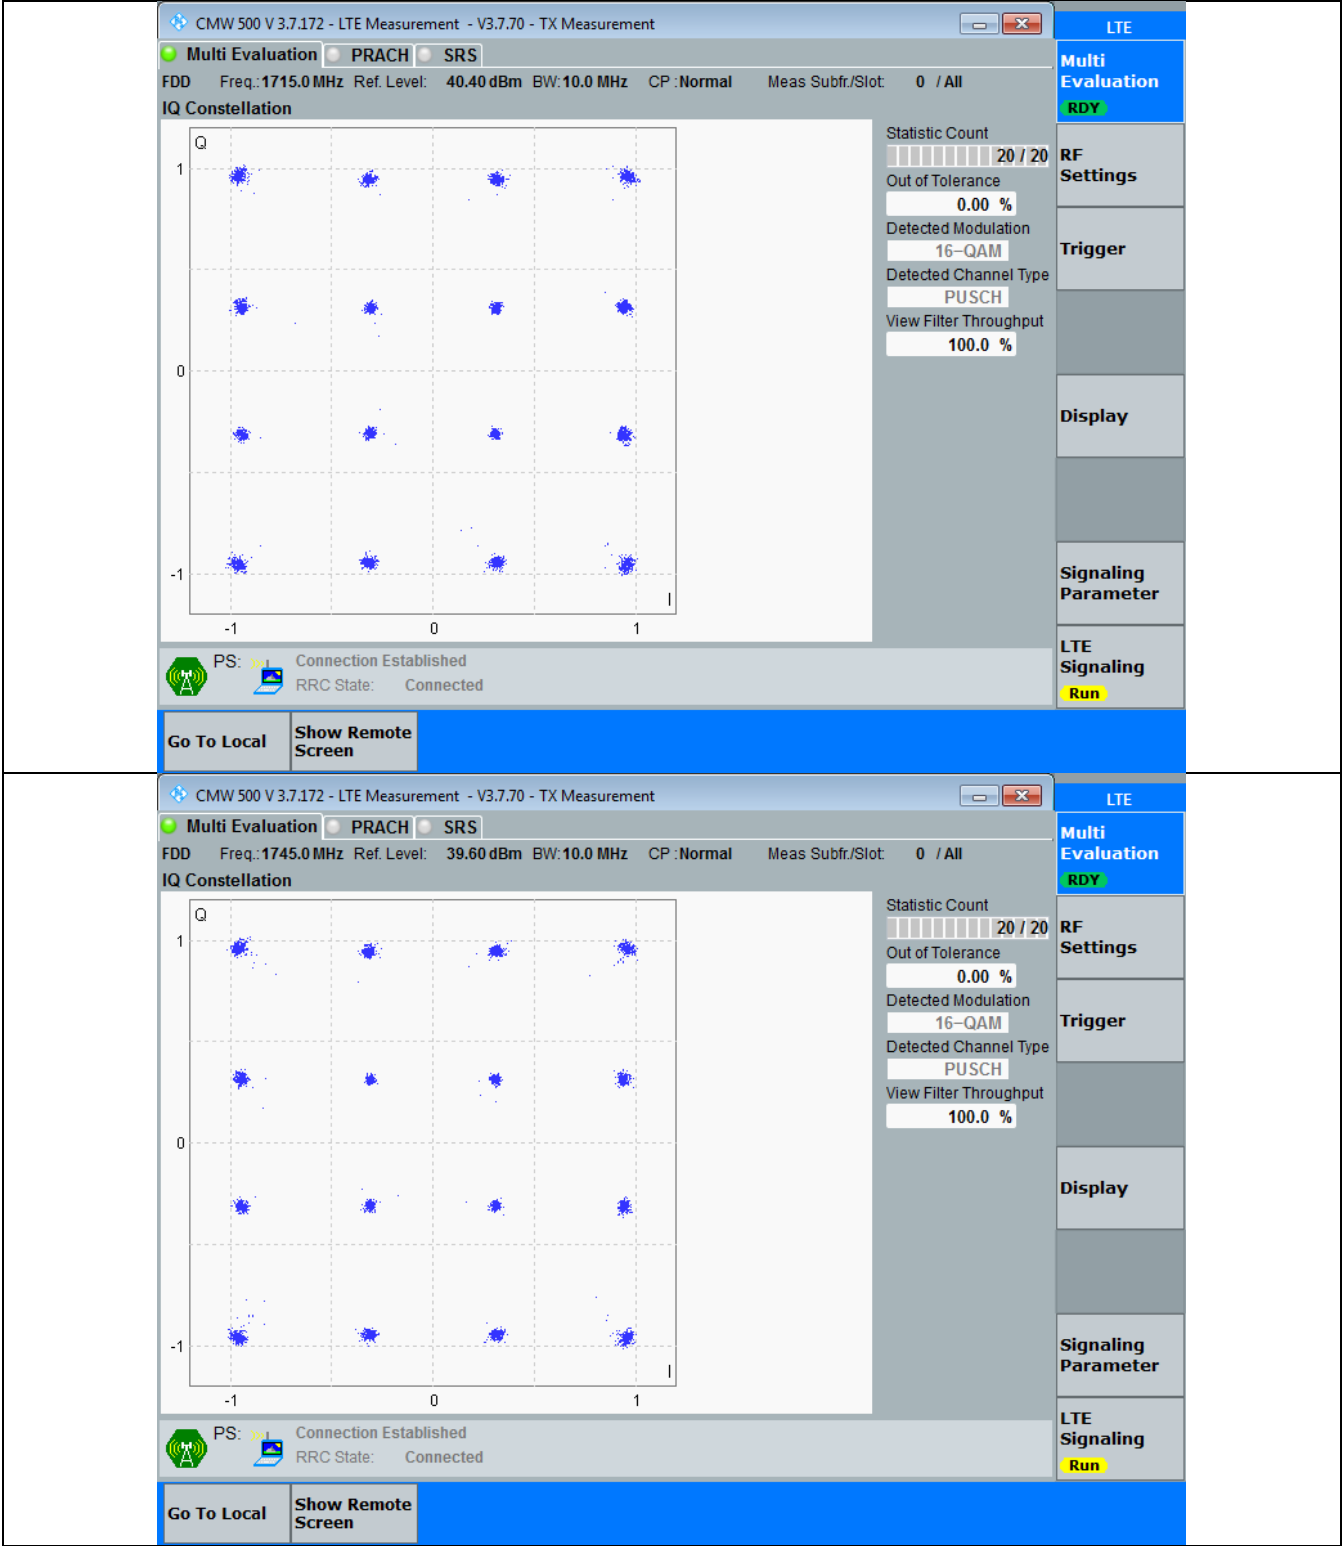 CMW 500 V 3.7.172 - LTE Measurement - V3.7.70 - TX Measurement
LTE
Multi Evaluation PRACH SRS
Multi
Evaluation
RDY
FDD Freq.: 1715.0 MHz Ref. Level: 40.40 dBm BW: 10.0 MHz CP : Normal Meas Subfr./Slot: 0 / All
IQ Constellation
Q
1
0
-1
I
-1 0 1
Statistic Count
20 / 20
Out of Tolerance
0.00 %
Detected Modulation
16-QAM
Detected Channel Type
PUSCH
View Filter Throughput
100.0 %
RF
Settings
Trigger
Display
Signaling
Parameter
LTE
Signaling
Run
PS: Connection Established
RRC State: Connected
Go To Local
Show Remote
Screen
CMW 500 V 3.7.172 - LTE Measurement - V3.7.70 - TX Measurement
LTE
Multi Evaluation PRACH SRS
Multi
Evaluation
RDY
FDD Freq.: 1745.0 MHz Ref. Level: 39.60 dBm BW: 10.0 MHz CP : Normal Meas Subfr./Slot: 0 / All
IQ Constellation
Q
1
0
-1
I
-1 0 1
Statistic Count
20 / 20
Out of Tolerance
0.00 %
Detected Modulation
16-QAM
Detected Channel Type
PUSCH
View Filter Throughput
100.0 %
RF
Settings
Trigger
Display
Signaling
Parameter
LTE
Signaling
Run
PS: Connection Established
RRC State: Connected
Go To Local
Show Remote
Screen